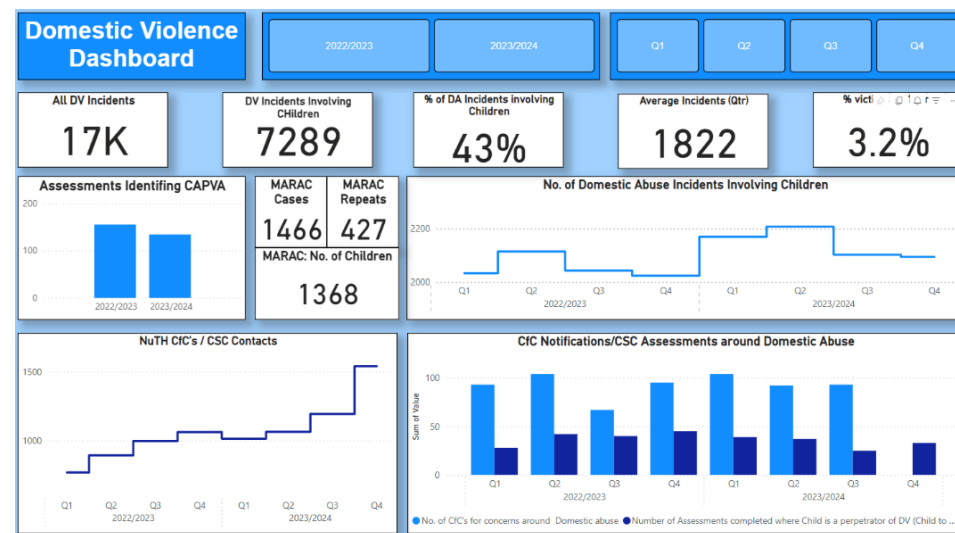 Domestic Violence
Dashboard
2022/2023
2023/2024
Q1
Q2
Q3
Q4
All DV Incidents
17K
DV Incidents Involving
CHildren
7289
% of DA Incidents involving
Children
43%
Average Incidents (Qtr)
1822
% victi
3.2%
Assessments Identifing CAPVA
200
100
0
2022/2023 2023/2024
MARAC
Cases
1466
MARAC
Repeats
427
MARAC: No. of Children
1368
No. of Domestic Abuse Incidents Involving Children
2200
2000
Q1 Q2 Q3 Q4 Q1 Q2 Q3 Q4
2022/2023 2023/2024
NuTH CfC's / CSC Contacts
1500
1000
Q1 Q2 Q3 Q4 Q1 Q2 Q3 Q4
2022/2023 2023/2024
CfC Notifications/CSC Assessments around Domestic Abuse
Sum of Value
100
50
0
Q1 Q2 Q3 Q4 Q1 Q2 Q3 Q4
2022/2023 2023/2024
No. of CfC's for concerns around Domestic abuse Number of Assessments completed where Child is a perpetrator of DV (Child to ...